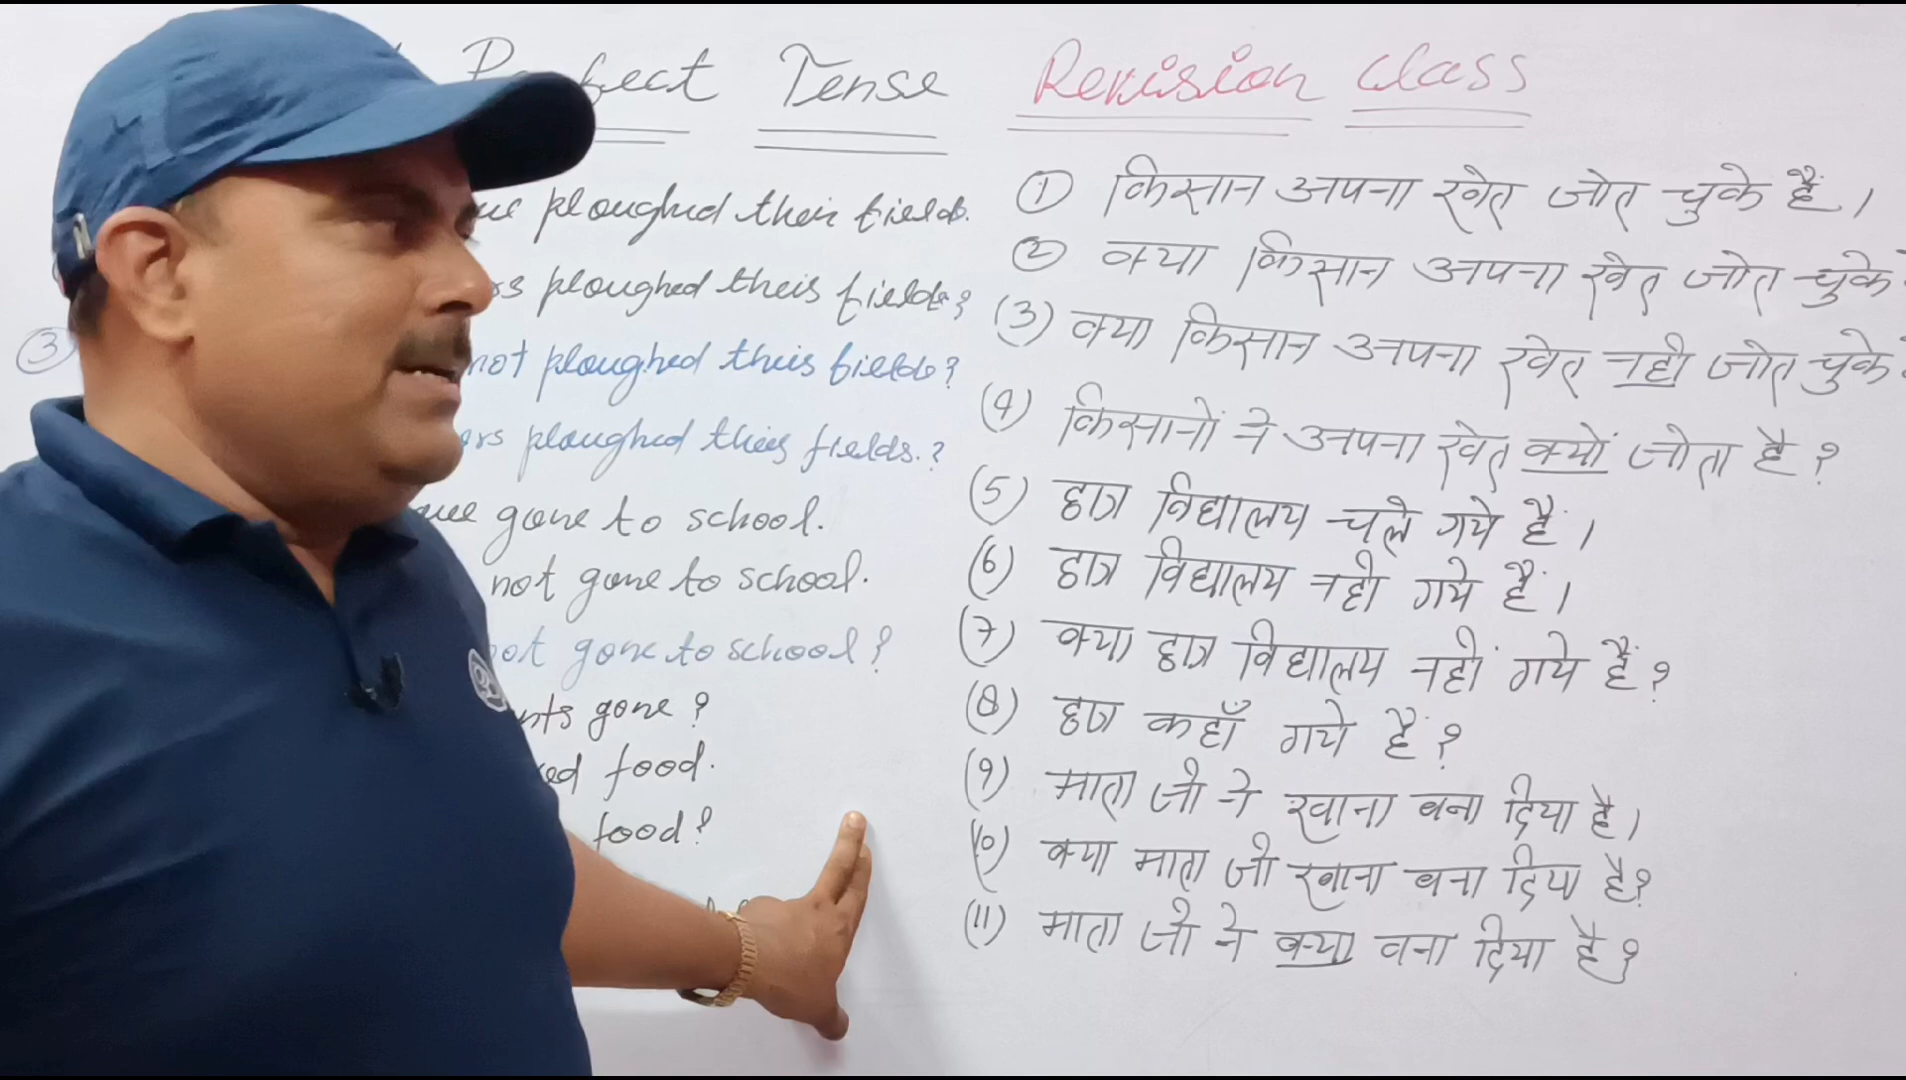 Perfect Tense Revision Class
ploughed their fields.
ploughed their fields?
③ not ploughed their fields?
ploughed their fields.?
gone to school.
not gone to school.
not gone to school?
gone?
food.
food?
① किसान अपना खेत जोत चुके हैं।
② क्या किसान अपना खेत जोत चुके
(3) क्या किसान अपना खेत नही जोत चुके
(4) किसानों ने अपना खेत क्यों जोता है?
(5) छात्र विद्यालय चले गये हैं।
(6) छात्र विद्यालय नही गये हैं।
(7) क्या छात्र विद्यालय नहीं गये हैं?
(8) छात्र कहाँ गये हैं?
(9) माता जी ने खाना बना दिया है।
(10) क्या माता जी खाना बना दिया है?
(11) माता जी ने क्या बना दिया है?